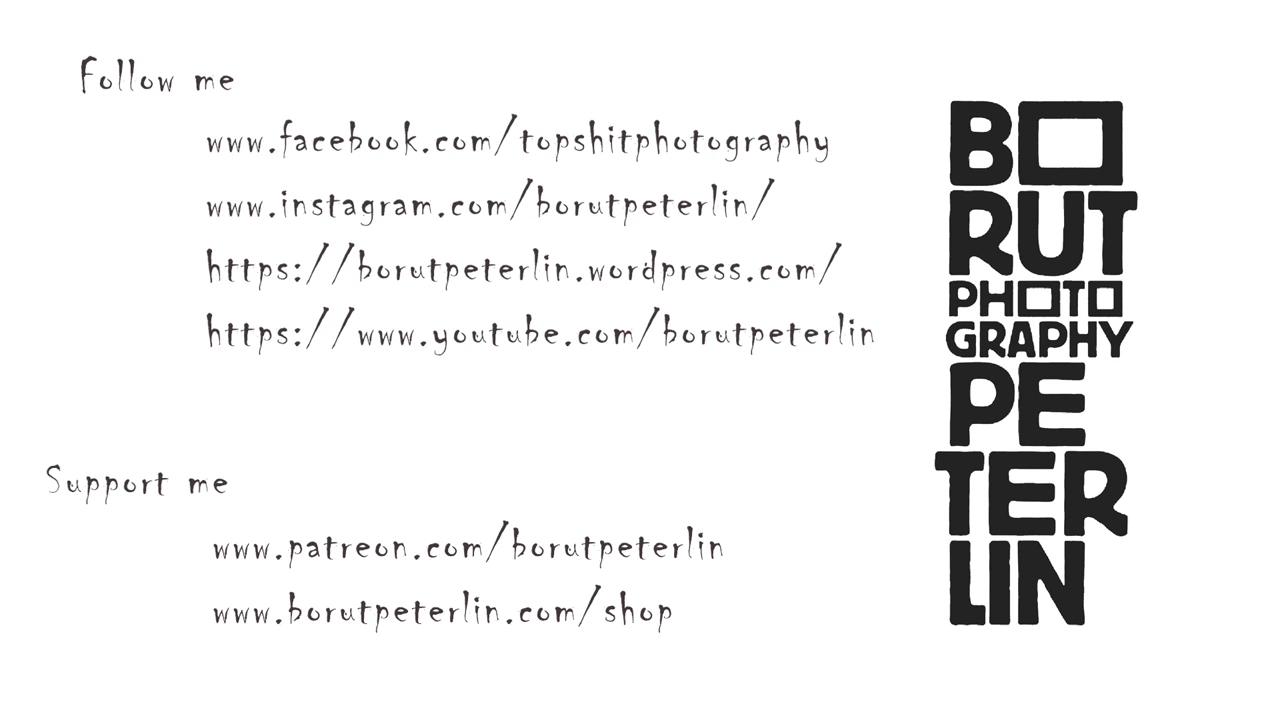 Follow me
www.facebook.com/topshitphotography
www.instagram.com/borutpeterlin/
https://borutpeterlin.wordpress.com/
https://www.youtube.com/borutpeterlin
Support me
www.patreon.com/borutpeterlin
www.borutpeterlin.com/shop
BO
RUT
PHOTO
GRAPHY
PE
TER
LIN